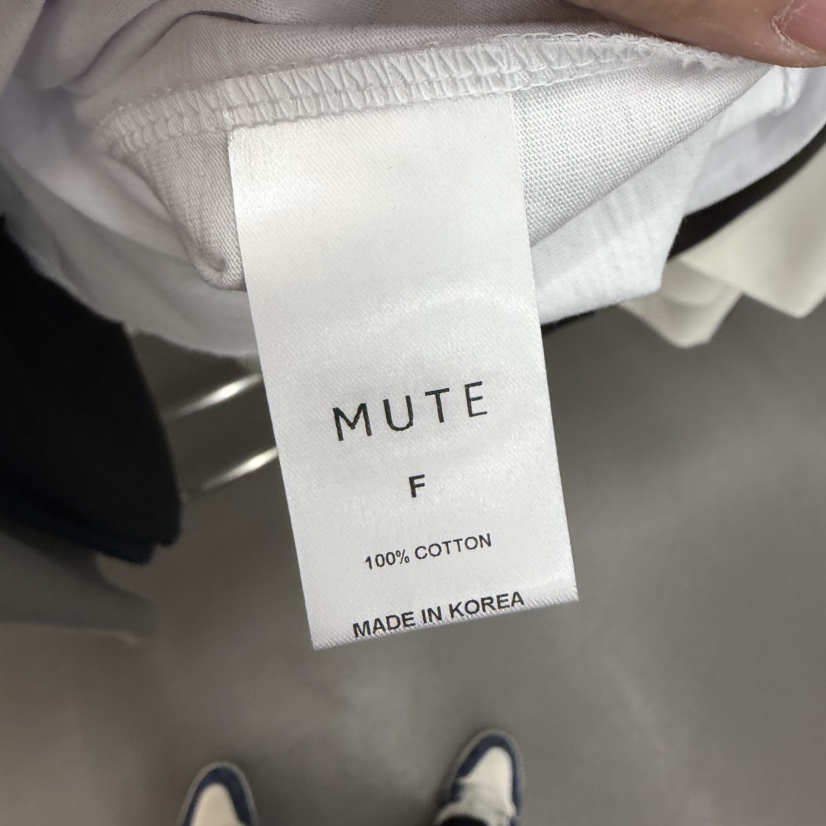 MUTE
F
100% COTTON
MADE IN KOREA